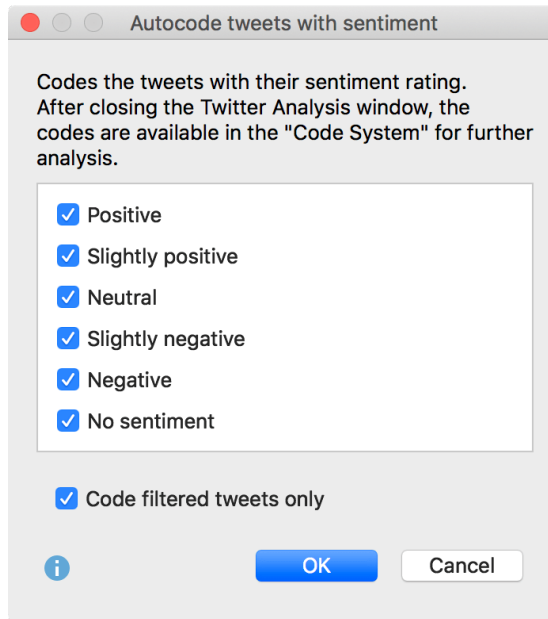 Autocode tweets with sentiment
Codes the tweets with their sentiment rating.
After closing the Twitter Analysis window, the
codes are available in the "Code System" for further
analysis.
Positive
Slightly positive
Neutral
Slightly negative
Negative
No sentiment
Code filtered tweets only
OK
Cancel